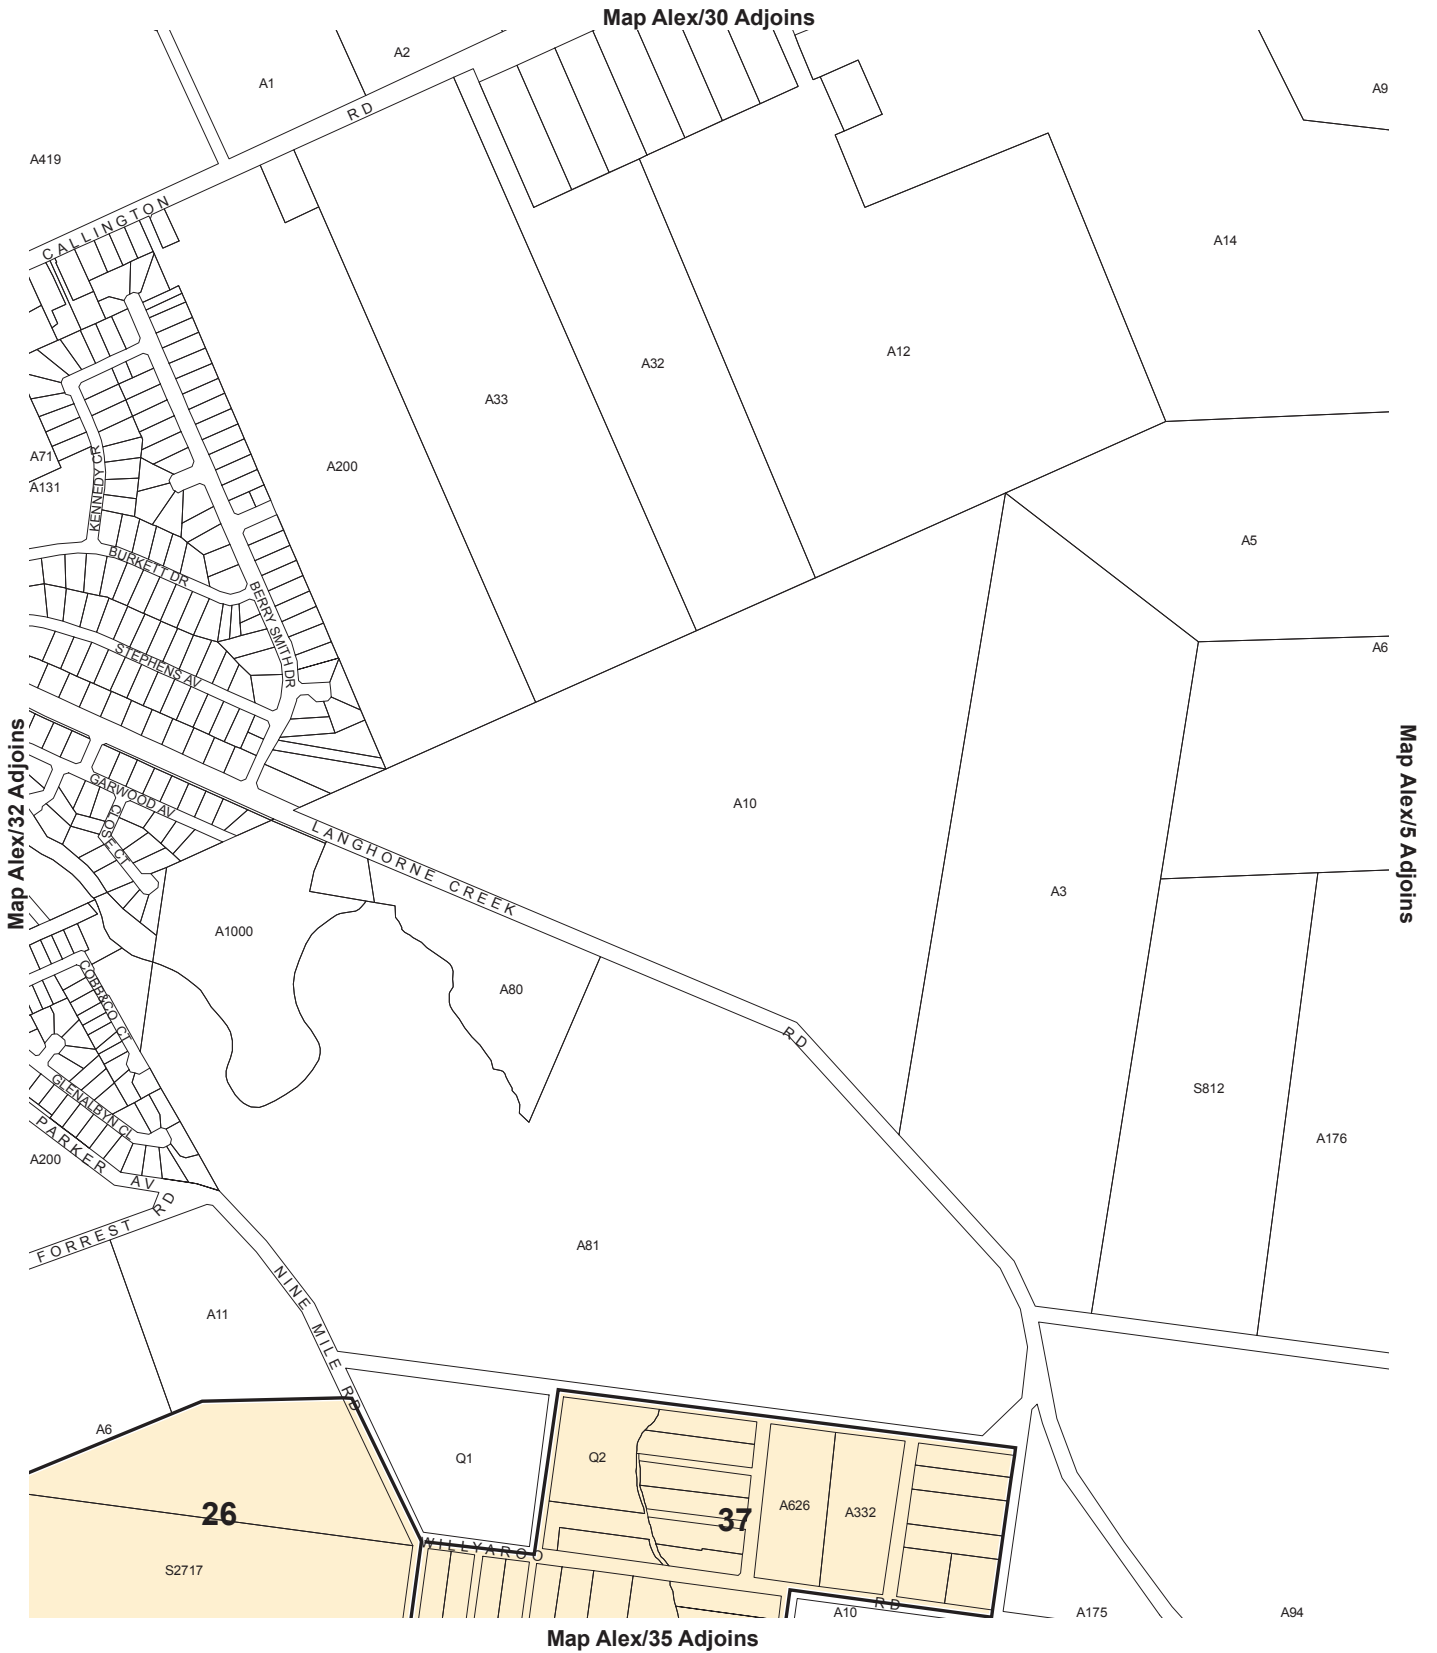 Map Alex/30 Adjoins
A2
A1
A9
RD
A419
CALLINGTON
A14
A12
A32
A33
A71
A200
A131
KENNEDY CR
A5
BURKETT DR
BERRY SMITH DR
A6
STEPHENS AV
Map Alex/32 Adjoins
Map Alex/5 Adjoins
GARWOOD AV
A10
CLOSE CT
LANGHORNE CREEK
A3
A1000
A80
COBB&CO CT
RD
S812
GLENALBYN CL
PARKER
A176
A200
AV
RD
FORREST
A81
NINE MILE RD
A11
A6
Q1
Q2
26
37
A626
A332
WILLYAROO
S2717
RD
A10
A175
A94
Map Alex/35 Adjoins